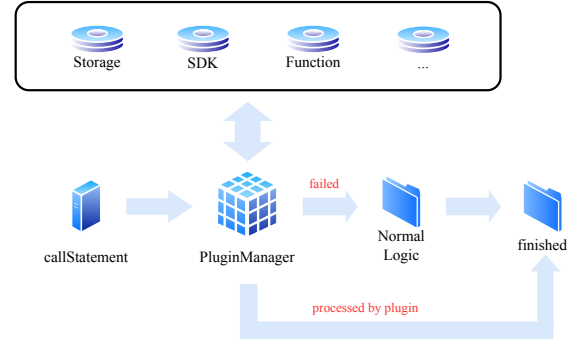 Storage
SDK
Function
...
failed
callStatement
PluginManager
Normal
Logic
finished
processed by plugin